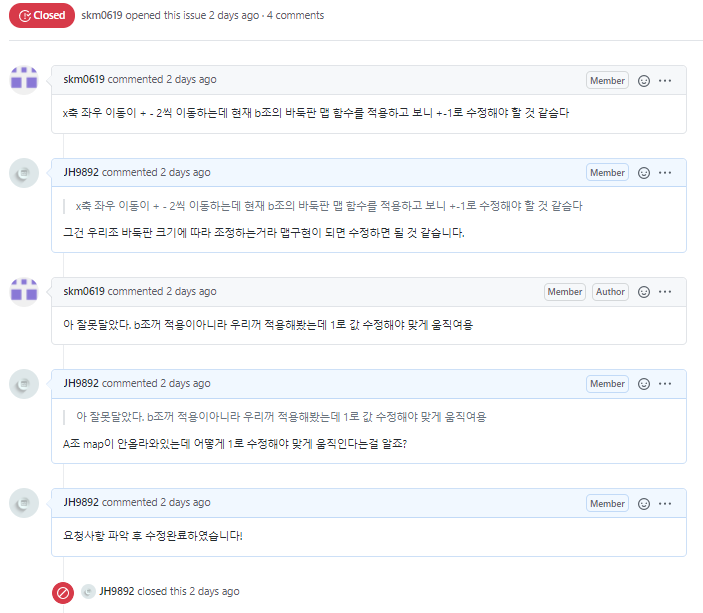 Closed skm0619 opened this issue 2 days ago · 4 comments
skm0619 commented 2 days ago Member
x축 좌우 이동이 + - 2씩 이동하는데 현재 b조의 바둑판 맵 함수를 적용하고 보니 +-1로 수정해야 할 것 같슴다
JH9892 commented 2 days ago Member
x축 좌우 이동이 + - 2씩 이동하는데 현재 b조의 바둑판 맵 함수를 적용하고 보니 +-1로 수정해야 할 것 같슴다
그건 우리조 바둑판 크기에 따라 조정하는거라 맵구현이 되면 수정하면 될 것 같습니다.
skm0619 commented 2 days ago Member Author
아 잘못달았다. b조꺼 적용이아니라 우리꺼 적용해봤는데 1로 값 수정해야 맞게 움직여용
JH9892 commented 2 days ago Member
아 잘못달았다. b조꺼 적용이아니라 우리꺼 적용해봤는데 1로 값 수정해야 맞게 움직여용
A조 map이 안올라와있는데 어떻게 1로 수정해야 맞게 움직인다는걸 알죠?
JH9892 commented 2 days ago Member
요청사항 파악 후 수정완료하였습니다!
JH9892 closed this 2 days ago